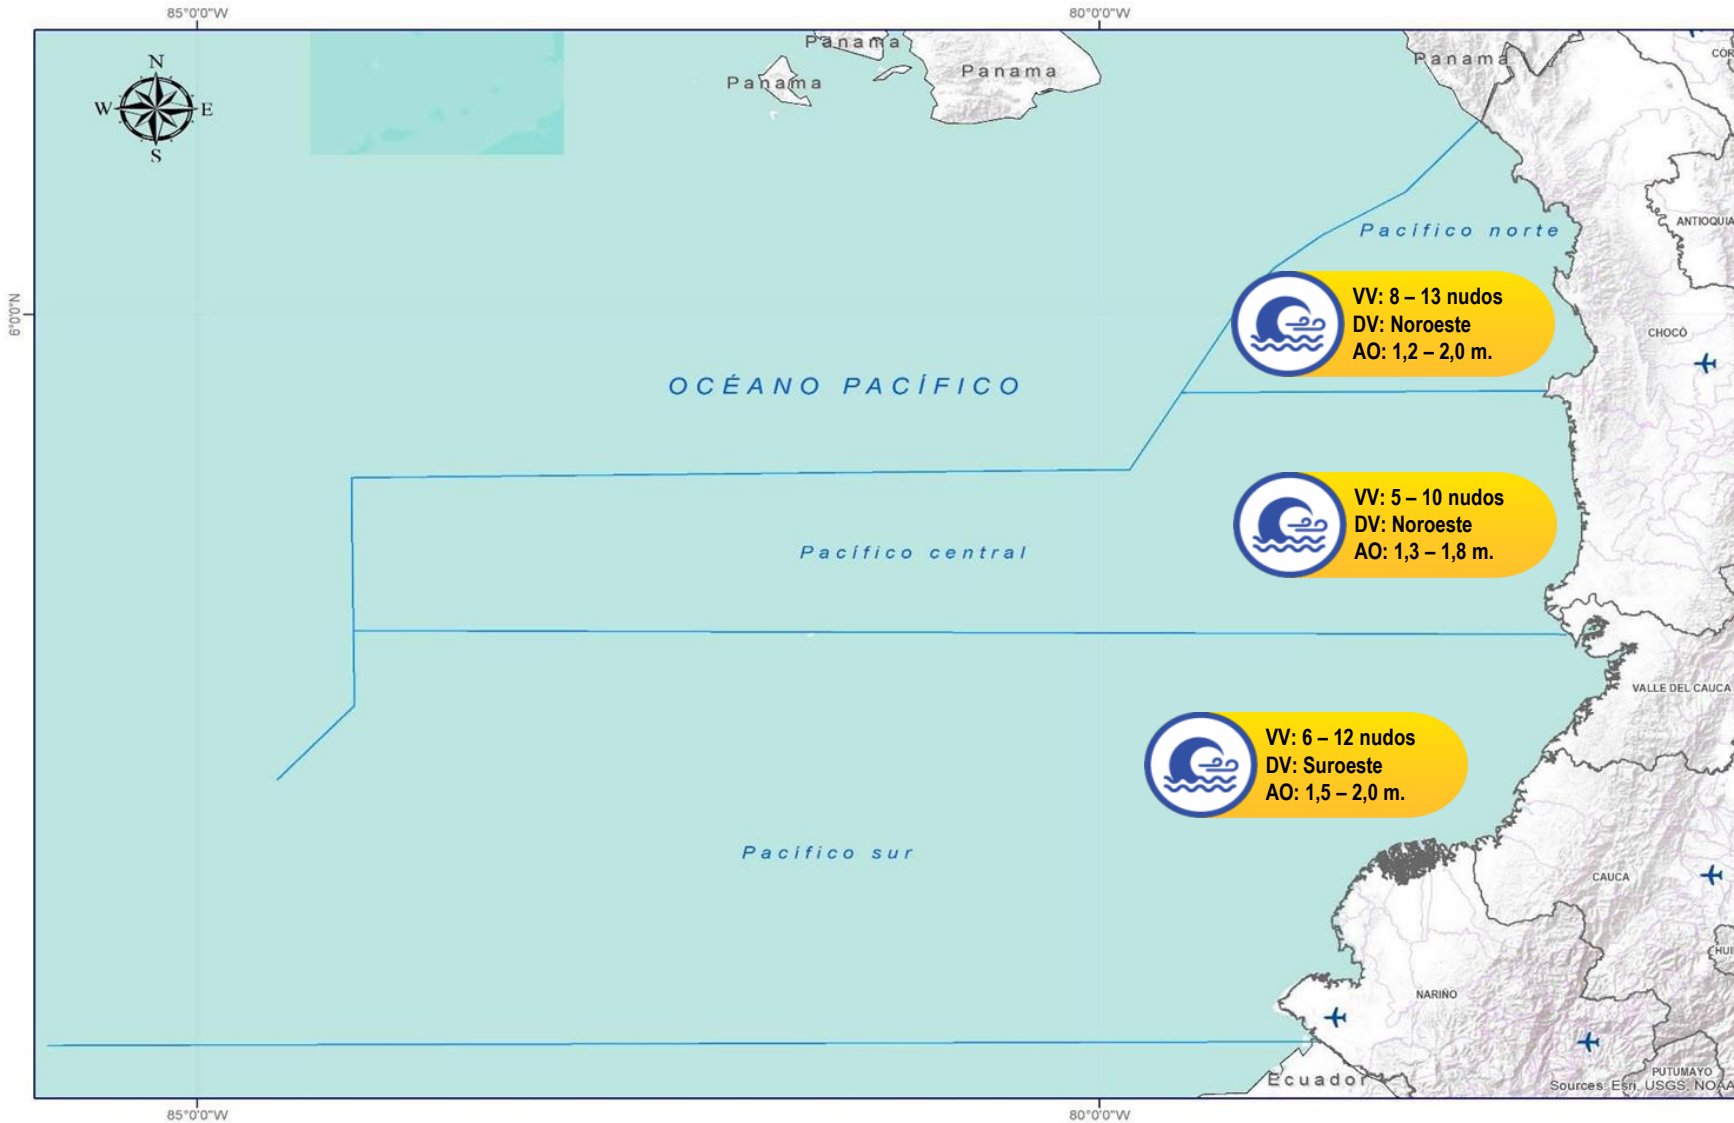 85°0'0"W
80°0'0"W
N
W
E
S
Panama
Panama
Panama
Panama
ANTIOQUIA
Pacífico norte
6°0'0"N
VV: 8 – 13 nudos
DV: Noroeste
AO: 1,2 – 2,0 m.
CHOCÓ
OCÉANO PACÍFICO
VV: 5 – 10 nudos
DV: Noroeste
AO: 1,3 – 1,8 m.
Pacífico central
VALLE DEL CAUCA
VV: 6 – 12 nudos
DV: Suroeste
AO: 1,5 – 2,0 m.
Pacífico sur
CAUCA
NARIÑO
PUTUMAYO
Ecuador
Sources: Esri, USGS, NOAA
85°0'0"W
80°0'0"W